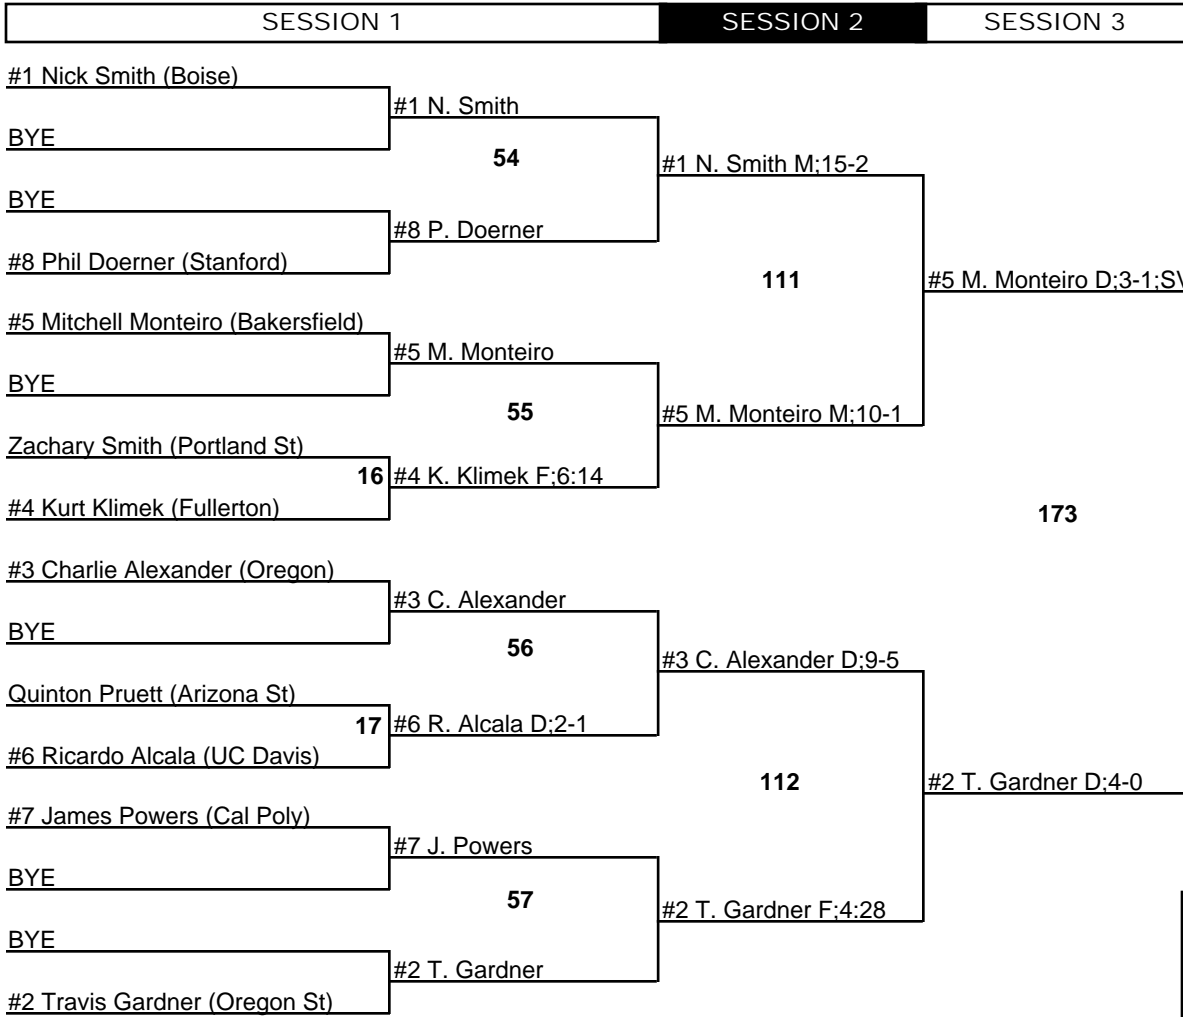 SESSION 1 SESSION 2 SESSION 3
#1 Nick Smith (Boise)
#1 N. Smith
BYE
54
#1 N. Smith M;15-2
BYE
#8 P. Doerner
#8 Phil Doerner (Stanford)
111
#5 M. Monteiro D;3-1;SV
#5 Mitchell Monteiro (Bakersfield)
#5 M. Monteiro
BYE
55
#5 M. Monteiro M;10-1
Zachary Smith (Portland St)
16 #4 K. Klimek F;6:14
#4 Kurt Klimek (Fullerton)
173
#3 Charlie Alexander (Oregon)
#3 C. Alexander
BYE
56
#3 C. Alexander D;9-5
Quinton Pruett (Arizona St)
17 #6 R. Alcala D;2-1
#6 Ricardo Alcala (UC Davis)
112
#2 T. Gardner D;4-0
#7 James Powers (Cal Poly)
#7 J. Powers
BYE
57
#2 T. Gardner F;4:28
BYE
#2 T. Gardner
#2 Travis Gardner (Oregon St)